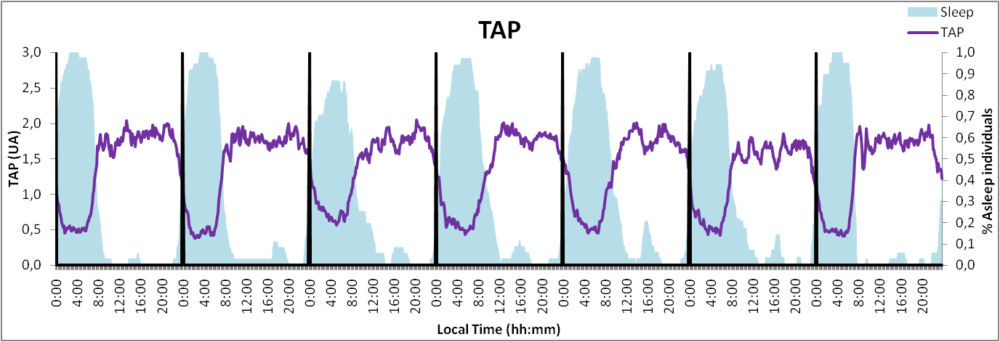 Sleep
TAP
TAP
3,0
2,5
2,0
1,5
1,0
0,5
0,0
TAP (UA)
1,0
0,9
0,8
0,7
0,6
0,5
0,4
0,3
0,2
0,1
0,0
% Asleep individuals
0:00 4:00 8:00 12:00 16:00 20:00 0:00 4:00 8:00 12:00 16:00 20:00 0:00 4:00 8:00 12:00 16:00 20:00 0:00 4:00 8:00 12:00 16:00 20:00 0:00 4:00 8:00 12:00 16:00 20:00 0:00 4:00 8:00 12:00 16:00 20:00 0:00 4:00 8:00 12:00 16:00 20:00
Local Time (hh:mm)